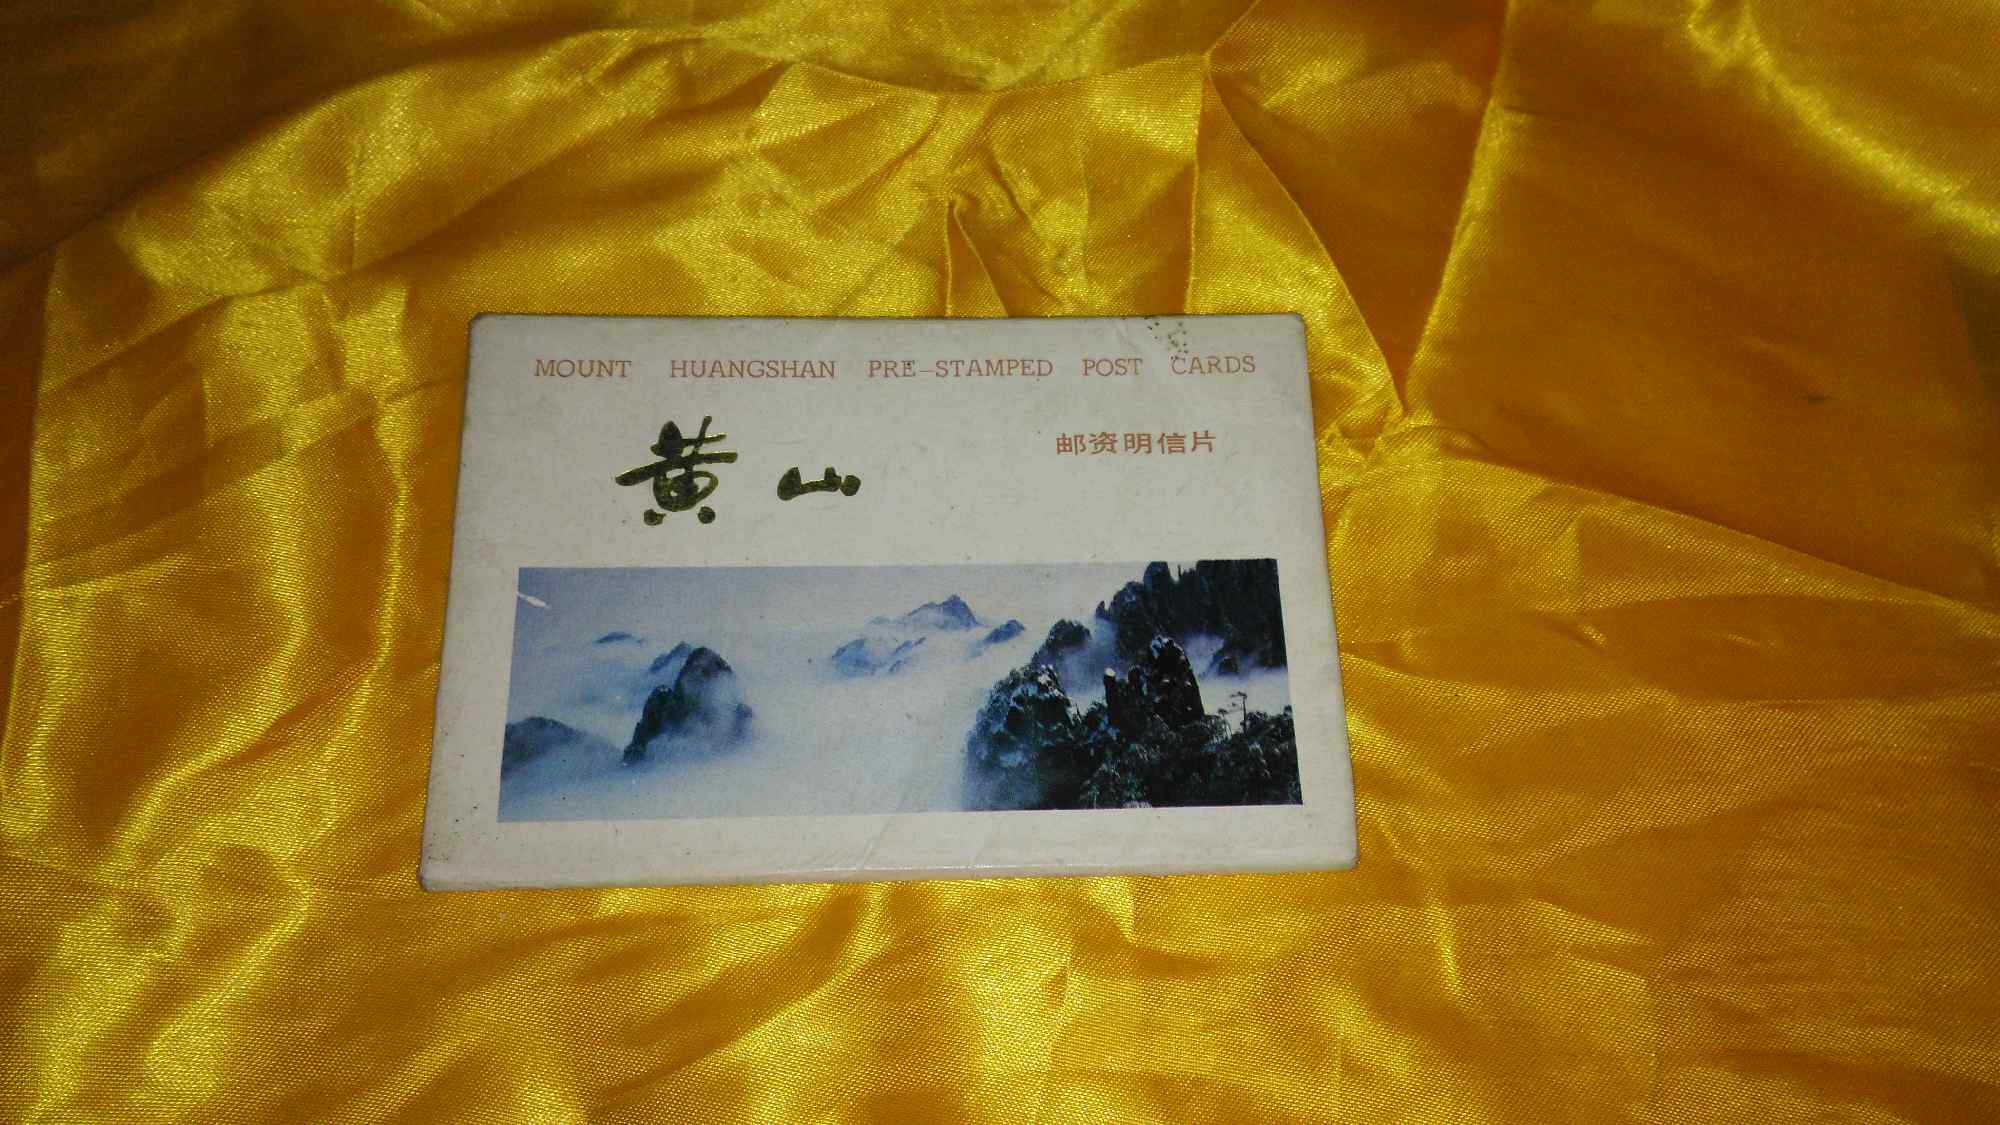 MOUNT HUANGSHAN PRE-STAMPED POST CARDS
黄山
邮资明信片